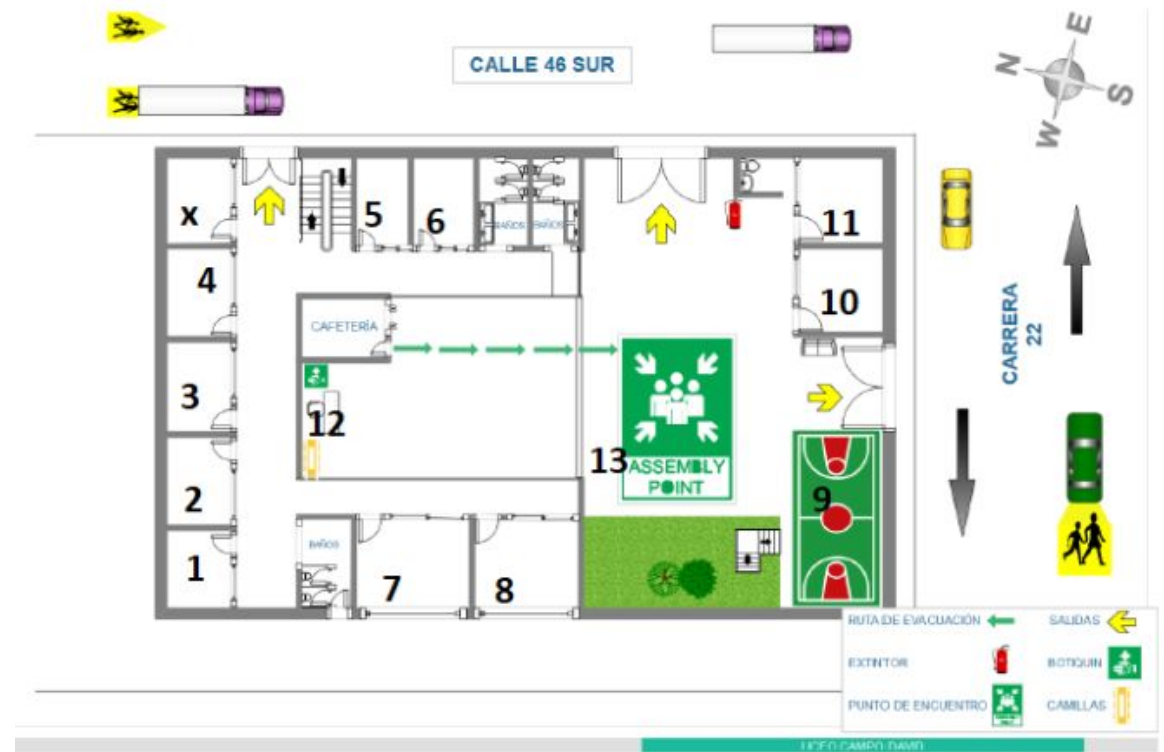 CALLE 46 SUR
N
E
S
W
X
5
6
BAÑOS
BAÑOS
11
4
10
CAFETERÍA
CARRERA
22
3
12
13
ASSEMBLY
POINT
2
9
1
BAÑOS
7
8
RUTA DE EVACUACIÓN
SALIDAS
EXTINTOR
BOTIQUIN
PUNTO DE ENCUENTRO
CAMILLAS
LICEO CAMPO DAVID